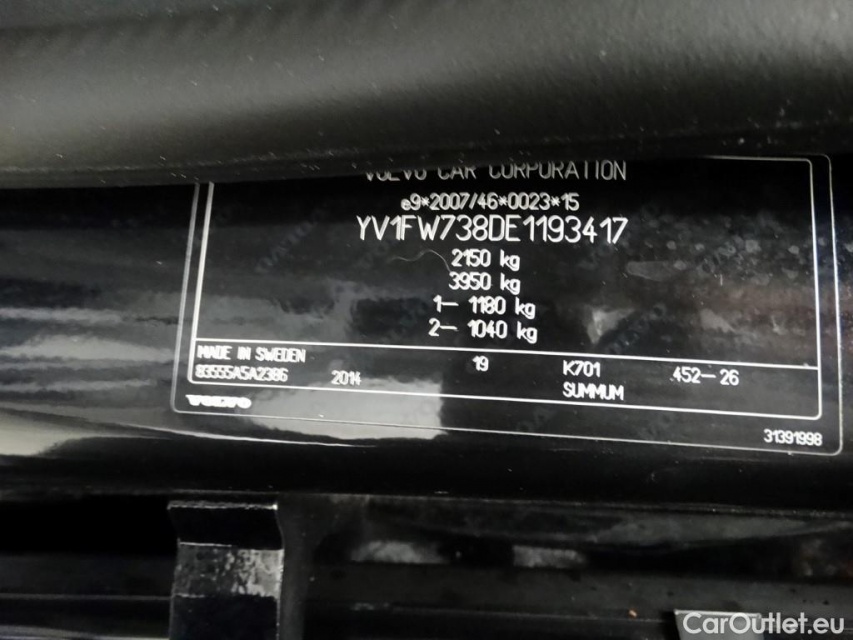 VOLVO CAR CORPORATION
e9*2007/46*0023*15
YV1FW738DE1193417
2150 kg
3950 kg
1– 1180 kg
2– 1040 kg
MADE IN SWEDEN
83555A5A2386 2014 19 K701 452–26
SUMMUM
VOLVO
31391998
CarOutlet.eu